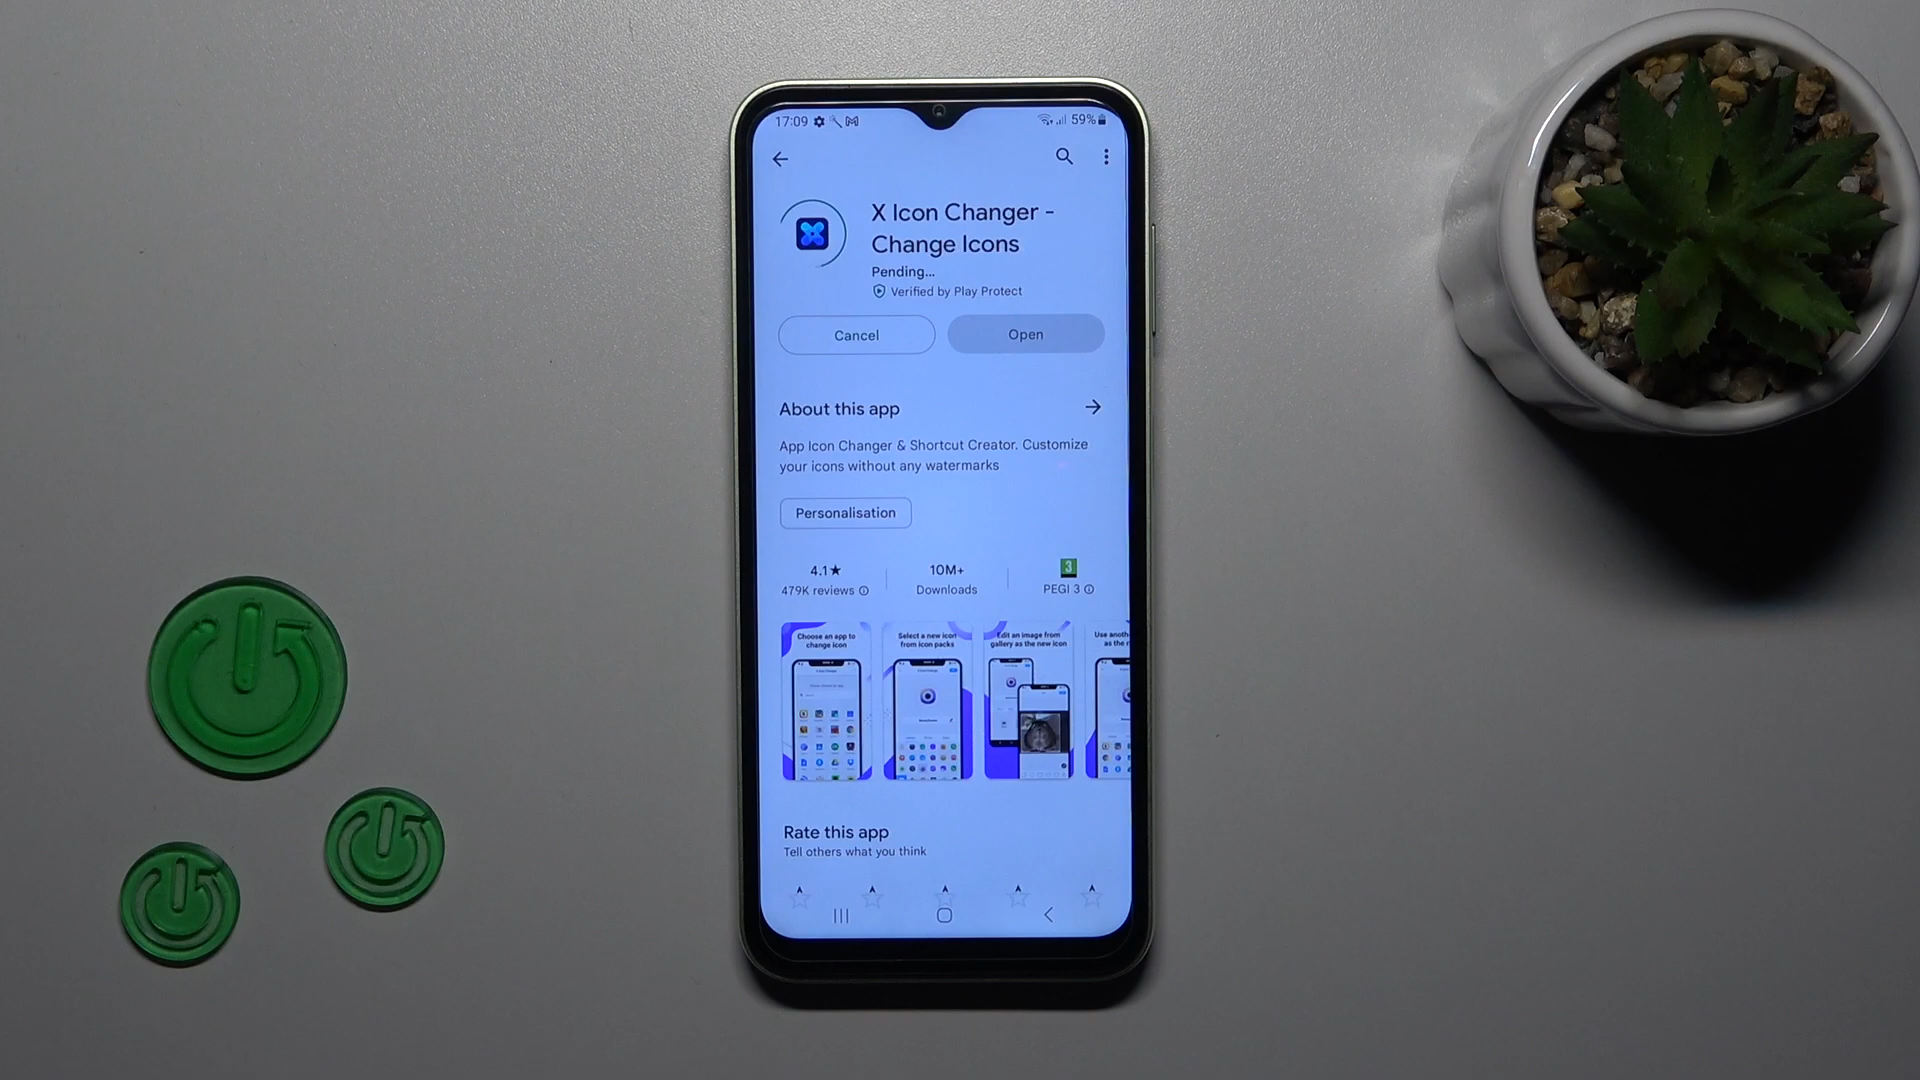 17:09
59%
X Icon Changer -
Change Icons
Pending...
Verified by Play Protect
Cancel
Open
About this app
App Icon Changer & Shortcut Creator. Customize
your icons without any watermarks
Personalisation
4.1★
479K reviews
10M+
Downloads
3
PEGI 3
Choose an app to
change icon
Select a new icon
from icon packs
Edit an image from
gallery as the new icon
Rate this app
Tell others what you think